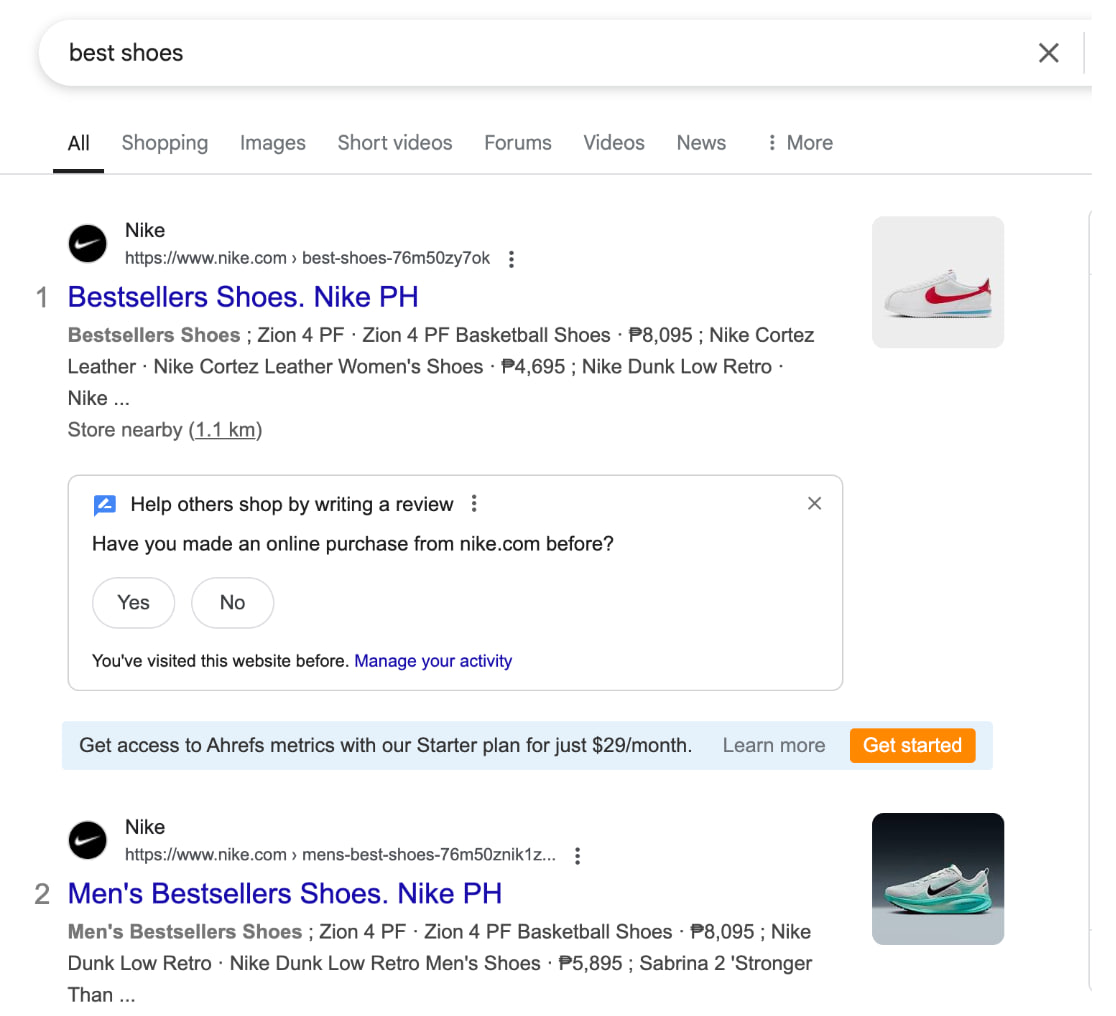 best shoes
All Shopping Images Short videos Forums Videos News More
Nike
https://www.nike.com › best-shoes-76m50zy7ok
1 Bestsellers Shoes. Nike PH
Bestsellers Shoes ; Zion 4 PF · Zion 4 PF Basketball Shoes · ₱8,095 ; Nike Cortez
Leather · Nike Cortez Leather Women's Shoes · ₱4,695 ; Nike Dunk Low Retro ·
Nike ...
Store nearby (1.1 km)
Help others shop by writing a review
Have you made an online purchase from nike.com before?
Yes No
You've visited this website before. Manage your activity
Get access to Ahrefs metrics with our Starter plan for just $29/month. Learn more Get started
Nike
https://www.nike.com › mens-best-shoes-76m50znik1z...
2 Men's Bestsellers Shoes. Nike PH
Men's Bestsellers Shoes ; Zion 4 PF · Zion 4 PF Basketball Shoes · ₱8,095 ; Nike
Dunk Low Retro · Nike Dunk Low Retro Men's Shoes · ₱5,895 ; Sabrina 2 'Stronger
Than ...